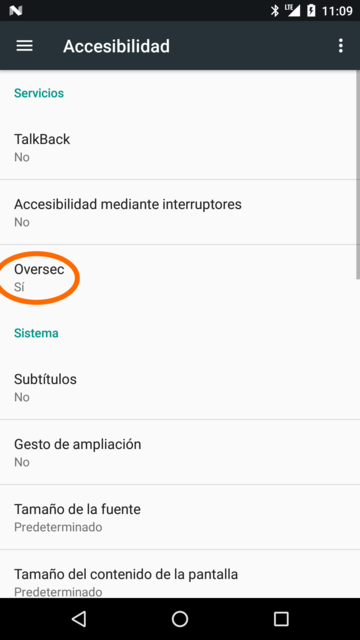 LTE 11:09
Accesibilidad
Servicios
TalkBack
No
Accesibilidad mediante interruptores
No
Oversec
Sí
Sistema
Subtítulos
No
Gesto de ampliación
No
Tamaño de la fuente
Predeterminado
Tamaño del contenido de la pantalla
Predeterminado